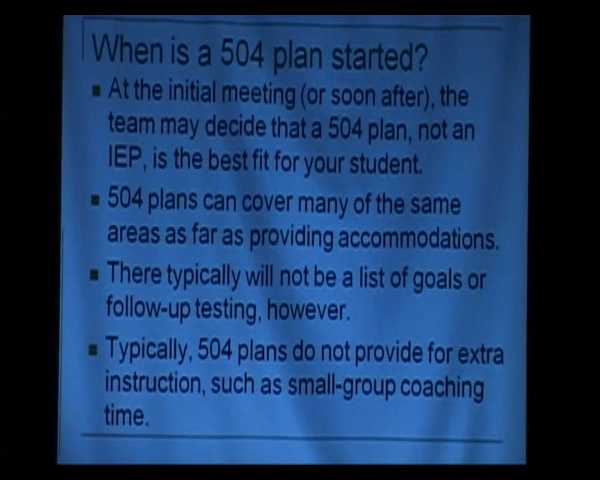 When is a 504 plan started?
▪ At the initial meeting (or soon after), the
team may decide that a 504 plan, not an
IEP, is the best fit for your student.
▪ 504 plans can cover many of the same
areas as far as providing accommodations.
▪ There typically will not be a list of goals or
follow-up testing, however.
▪ Typically, 504 plans do not provide for extra
instruction, such as small-group coaching
time.